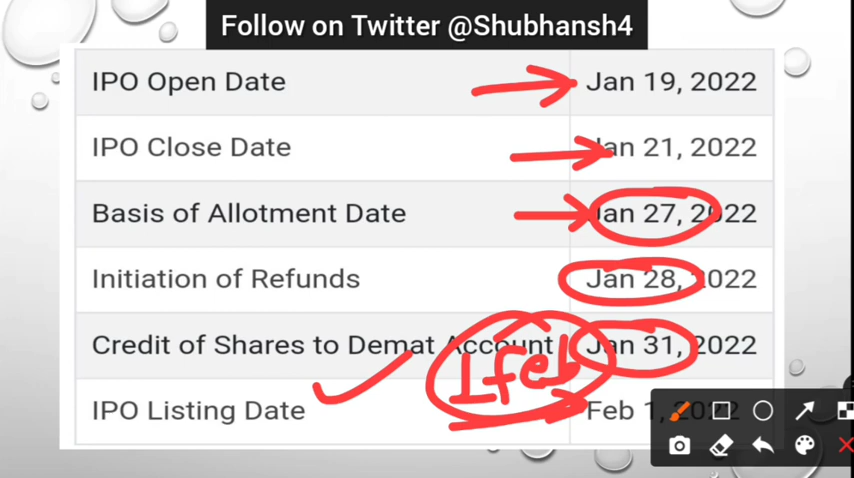 Follow on Twitter @Shubhansh4
IPO Open Date Jan 19, 2022
IPO Close Date Jan 21, 2022
Basis of Allotment Date Jan 27, 2022
Initiation of Refunds Jan 28, 2022
Credit of Shares to Demat Account Jan 31, 2022
1 feb
IPO Listing Date Feb 1, 2022